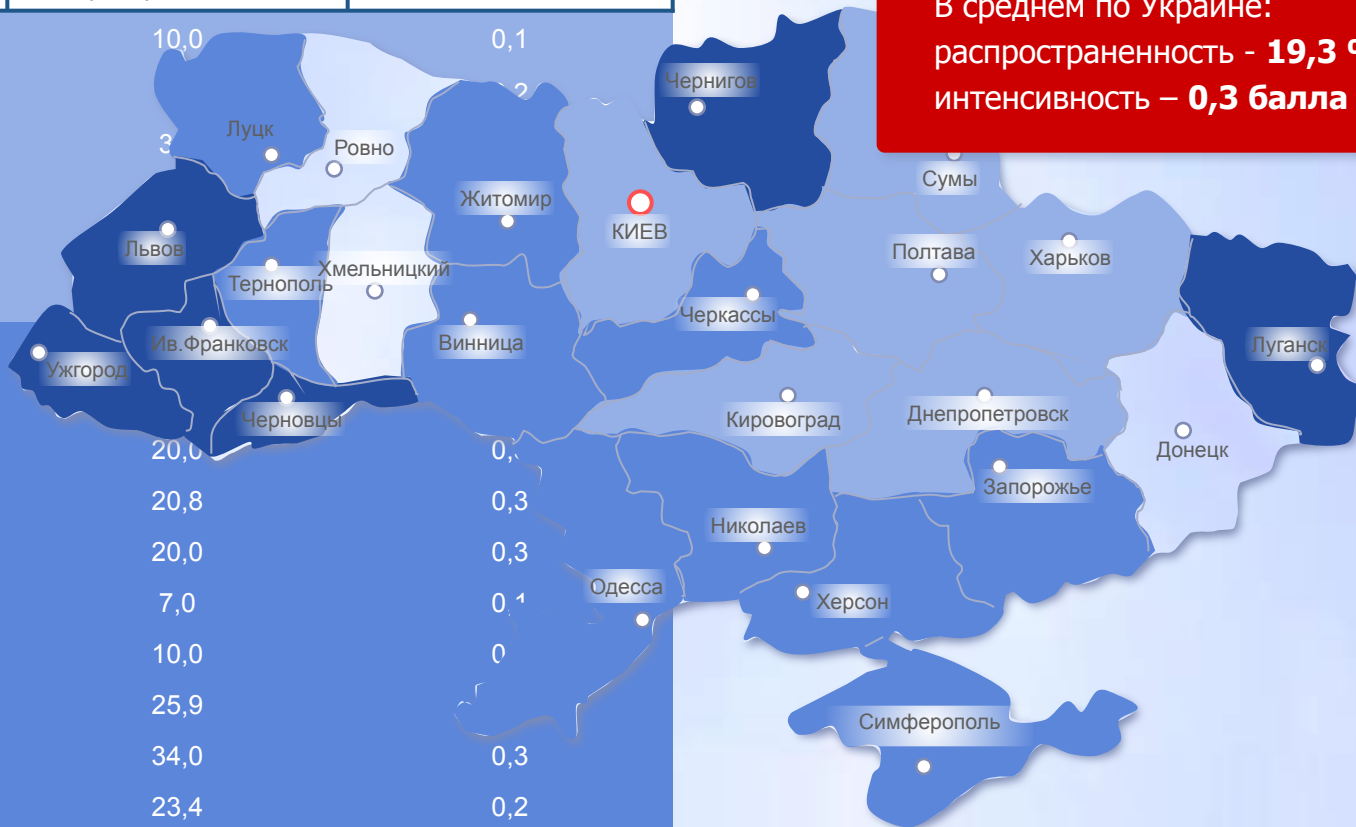 В среднем по Украине:
распространенность - 19,3
интенсивность – 0,3 балла
10,0 0,1
Чернигов
Луцк
Ровно
Сумы
Житомир
КИЕВ
Львов
Полтава
Харьков
Хмельницкий
Тернополь
Черкассы
Ив.Франковск
Винница
Луганск
Ужгород
Черновцы
Кировоград
Днепропетровск
Донецк
20,0
Запорожье
20,8 0,3
Николаев
20,0 0,3
Одесса
7,0 0,1
Херсон
10,0
25,9
Симферополь
34,0 0,3
23,4 0,2